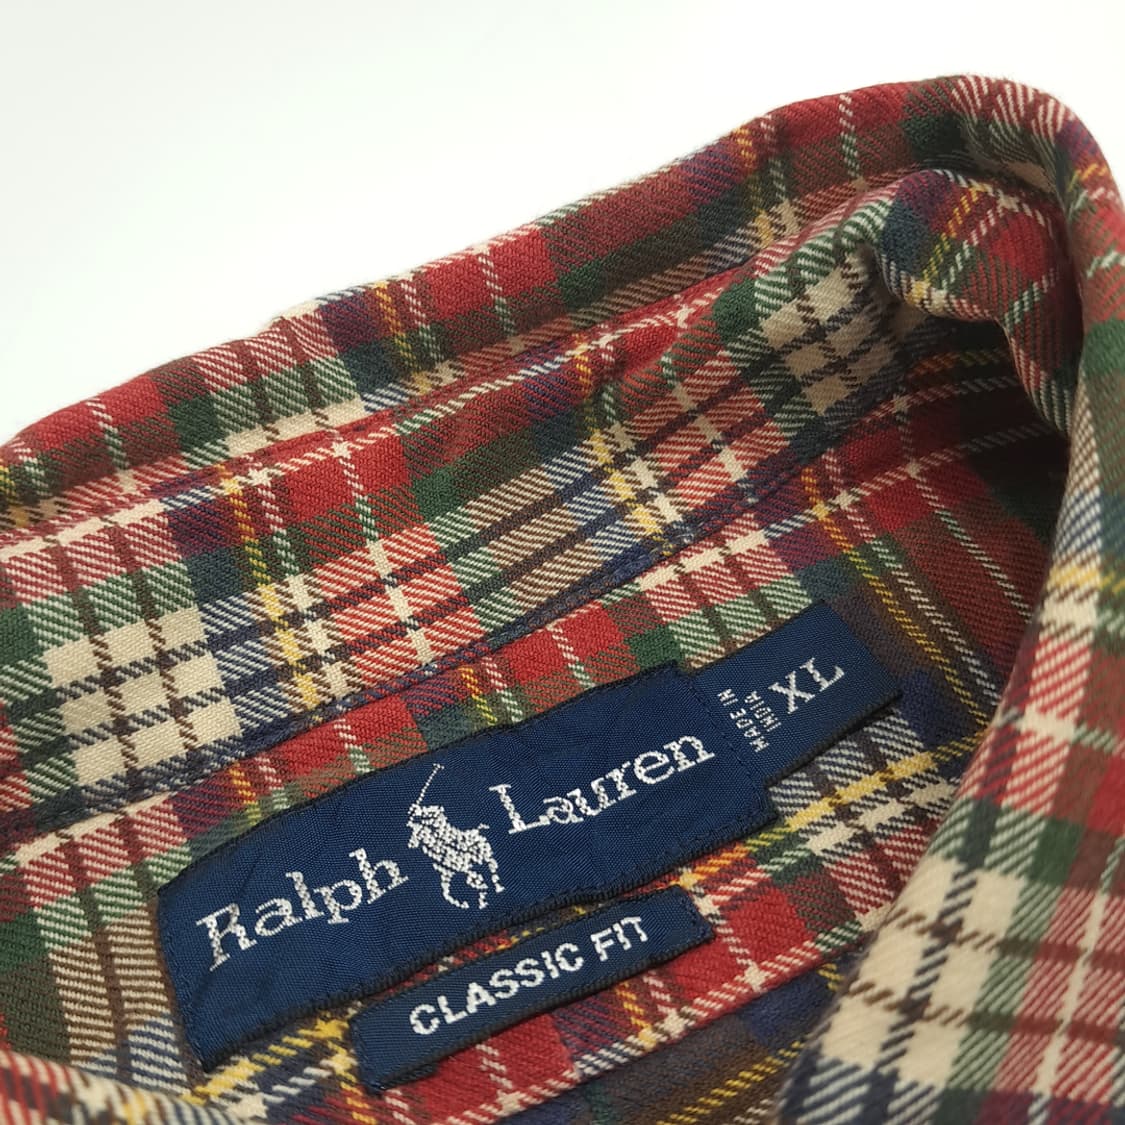 Ralph Lauren
XL
MADE IN
INDIA
CLASSIC FIT